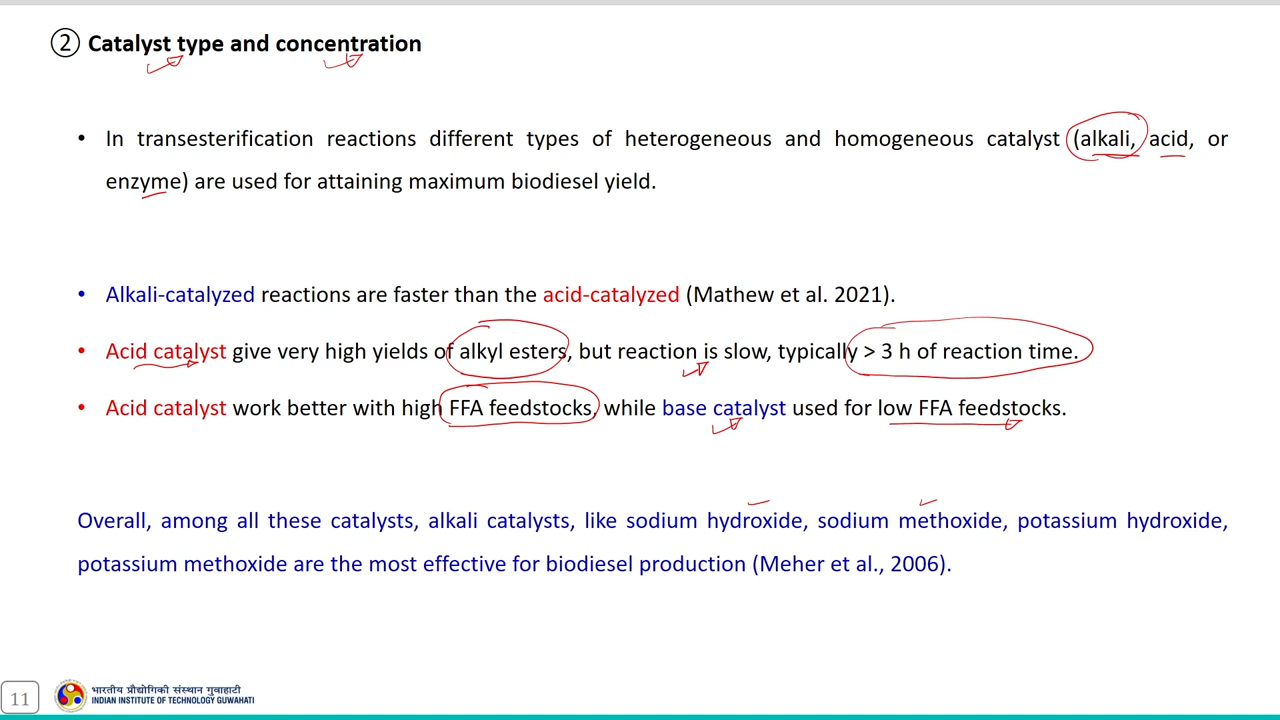 ② Catalyst type and concentration
• In transesterification reactions different types of heterogeneous and homogeneous catalyst (alkali, acid, or
enzyme) are used for attaining maximum biodiesel yield.
• Alkali-catalyzed reactions are faster than the acid-catalyzed (Mathew et al. 2021).
• Acid catalyst give very high yields of alkyl esters, but reaction is slow, typically > 3 h of reaction time.
• Acid catalyst work better with high FFA feedstocks, while base catalyst used for low FFA feedstocks.
Overall, among all these catalysts, alkali catalysts, like sodium hydroxide, sodium methoxide, potassium hydroxide,
potassium methoxide are the most effective for biodiesel production (Meher et al., 2006).
11
भारतीय प्रौद्योगिकी संस्थान गुवाहाटी
INDIAN INSTITUTE OF TECHNOLOGY GUWAHATI